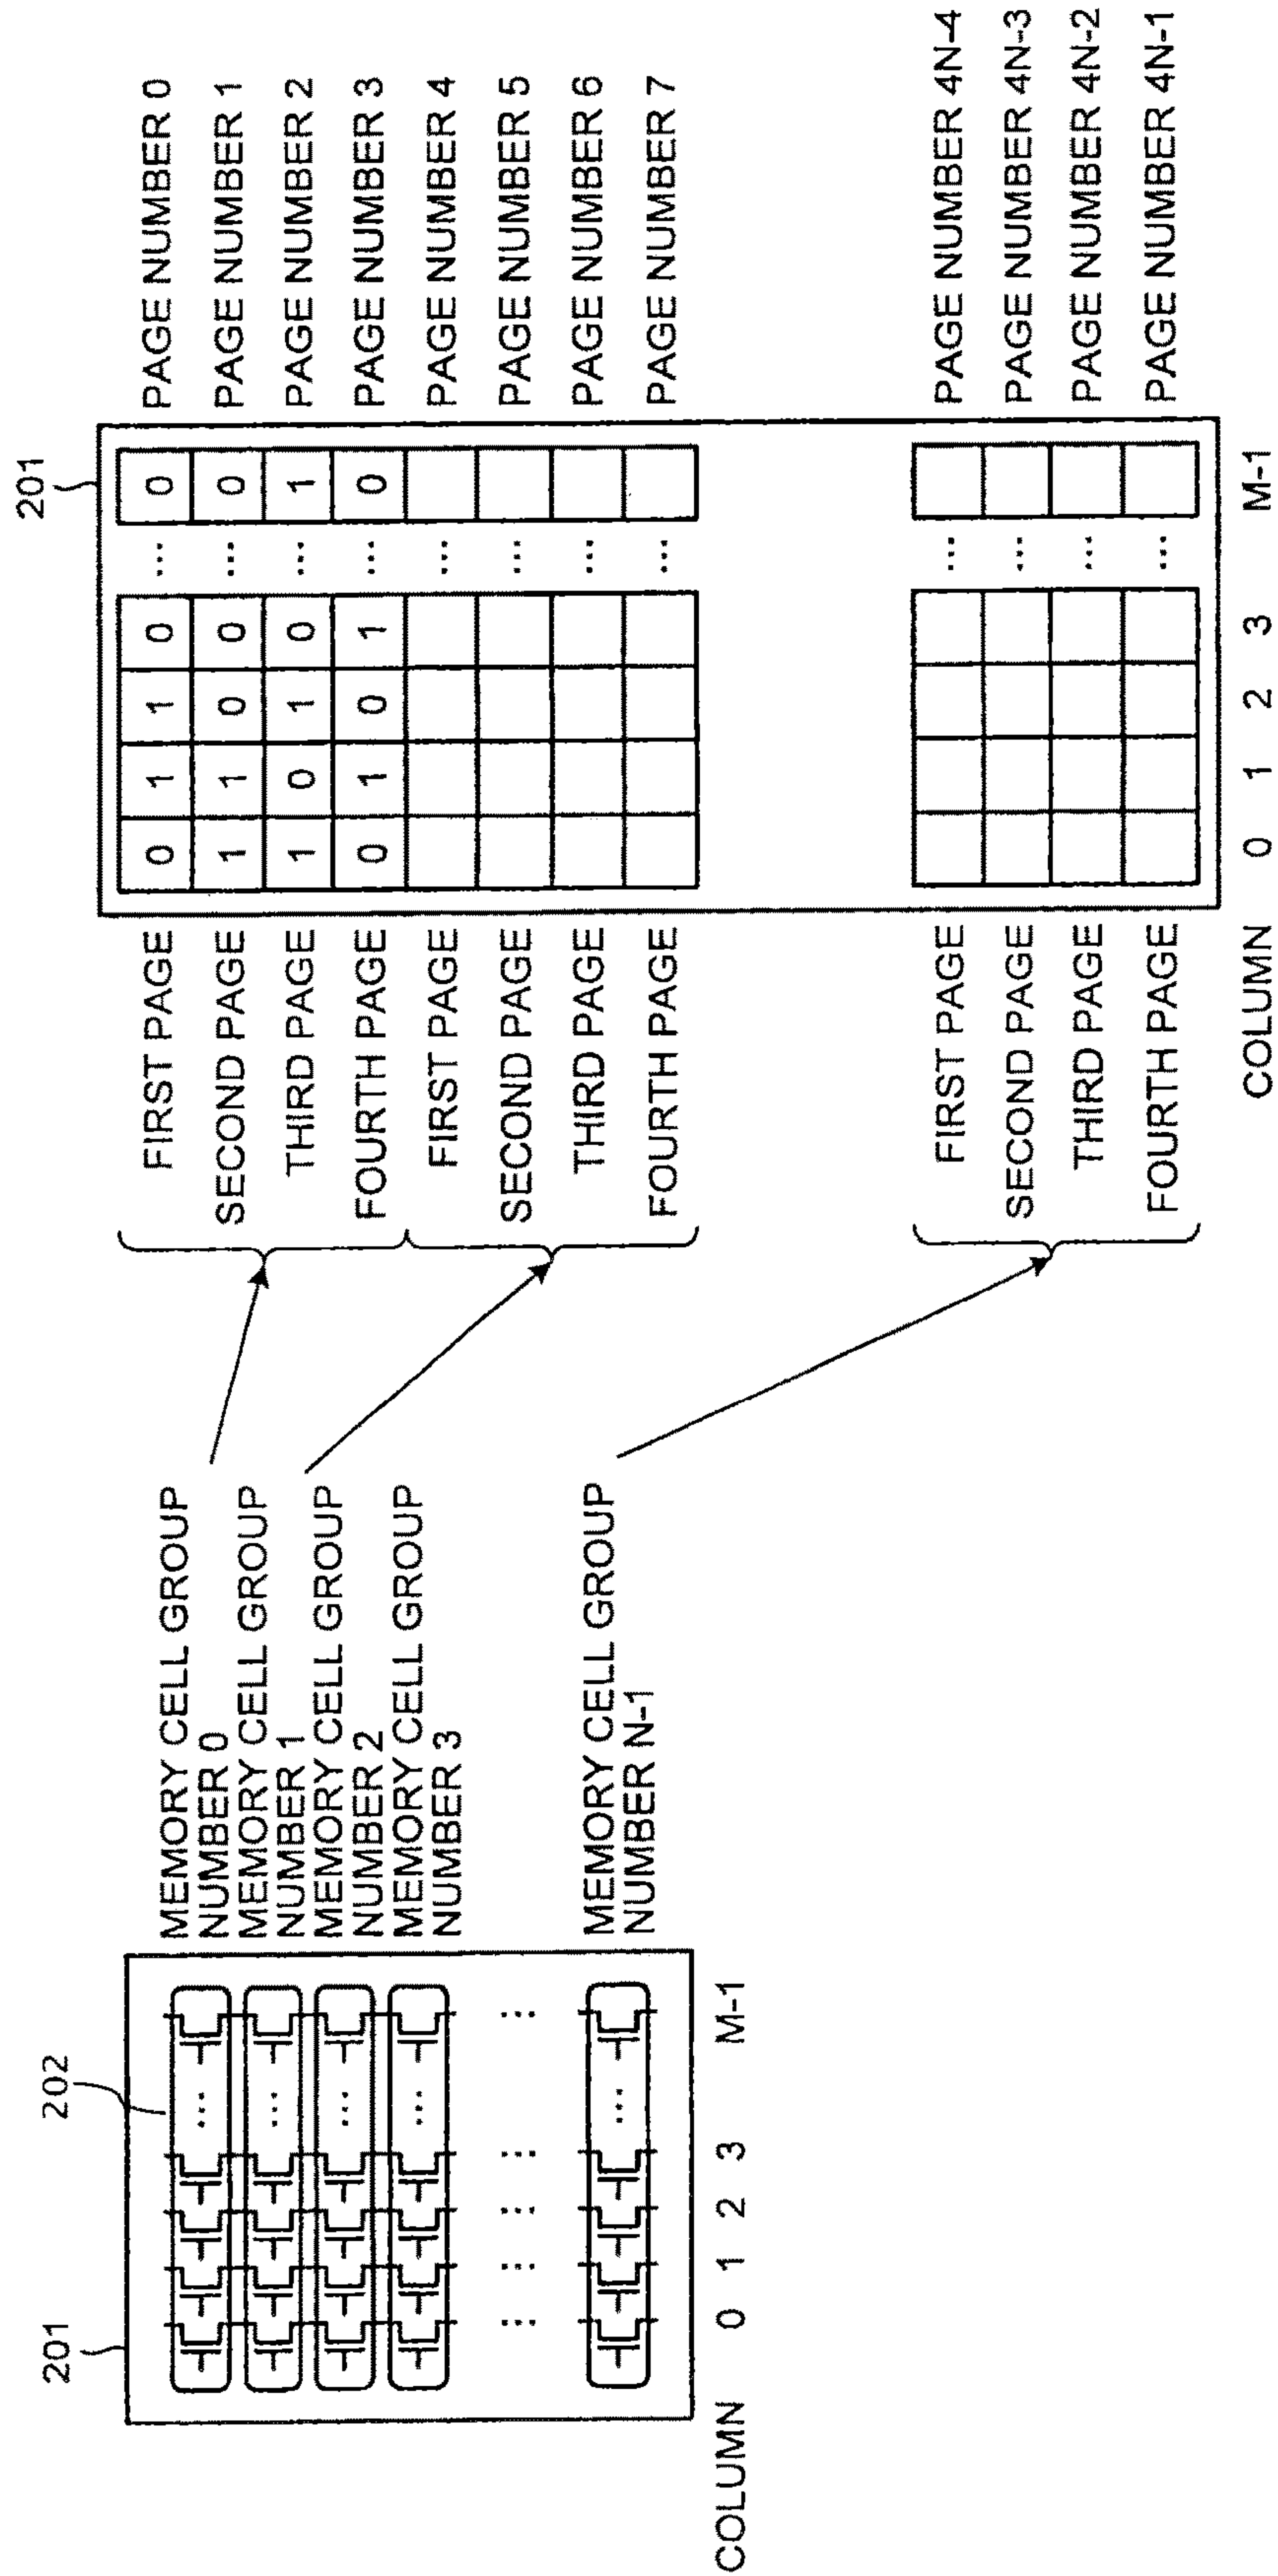 201
202
MEMORY CELL GROUP
NUMBER 0
MEMORY CELL GROUP
NUMBER 1
MEMORY CELL GROUP
NUMBER 2
MEMORY CELL GROUP
NUMBER 3
MEMORY CELL GROUP
NUMBER N-1
COLUMN 0 1 2 3 M-1
201
FIRST PAGE 0 1 1 0 ... 0 PAGE NUMBER 0
SECOND PAGE 1 1 0 0 ... 0 PAGE NUMBER 1
THIRD PAGE 1 0 1 0 ... 1 PAGE NUMBER 2
FOURTH PAGE 0 1 0 1 ... 0 PAGE NUMBER 3
FIRST PAGE ... PAGE NUMBER 4
SECOND PAGE ... PAGE NUMBER 5
THIRD PAGE ... PAGE NUMBER 6
FOURTH PAGE ... PAGE NUMBER 7
FIRST PAGE ... PAGE NUMBER 4N-4
SECOND PAGE ... PAGE NUMBER 4N-3
THIRD PAGE ... PAGE NUMBER 4N-2
FOURTH PAGE ... PAGE NUMBER 4N-1
COLUMN 0 1 2 3 M-1